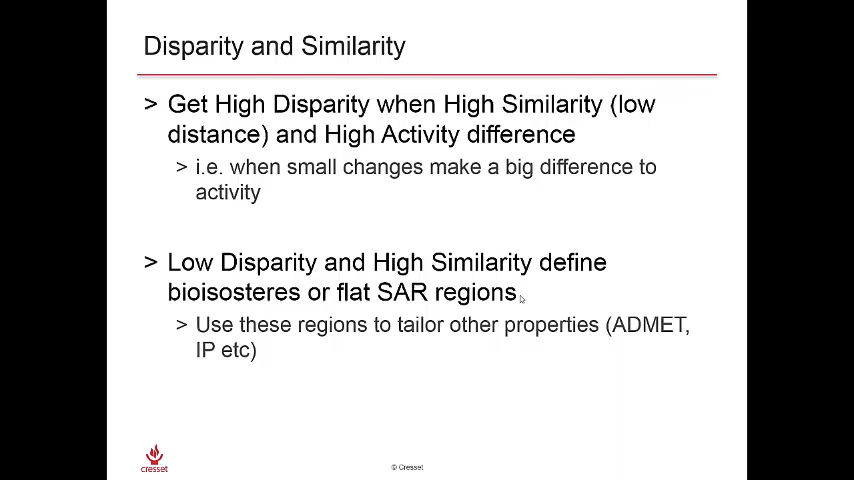 Disparity and Similarity
> Get High Disparity when High Similarity (low
distance) and High Activity difference
> i.e. when small changes make a big difference to
activity
> Low Disparity and High Similarity define
bioisosteres or flat SAR regions
> Use these regions to tailor other properties (ADMET,
IP etc)
cresset
© Cresset